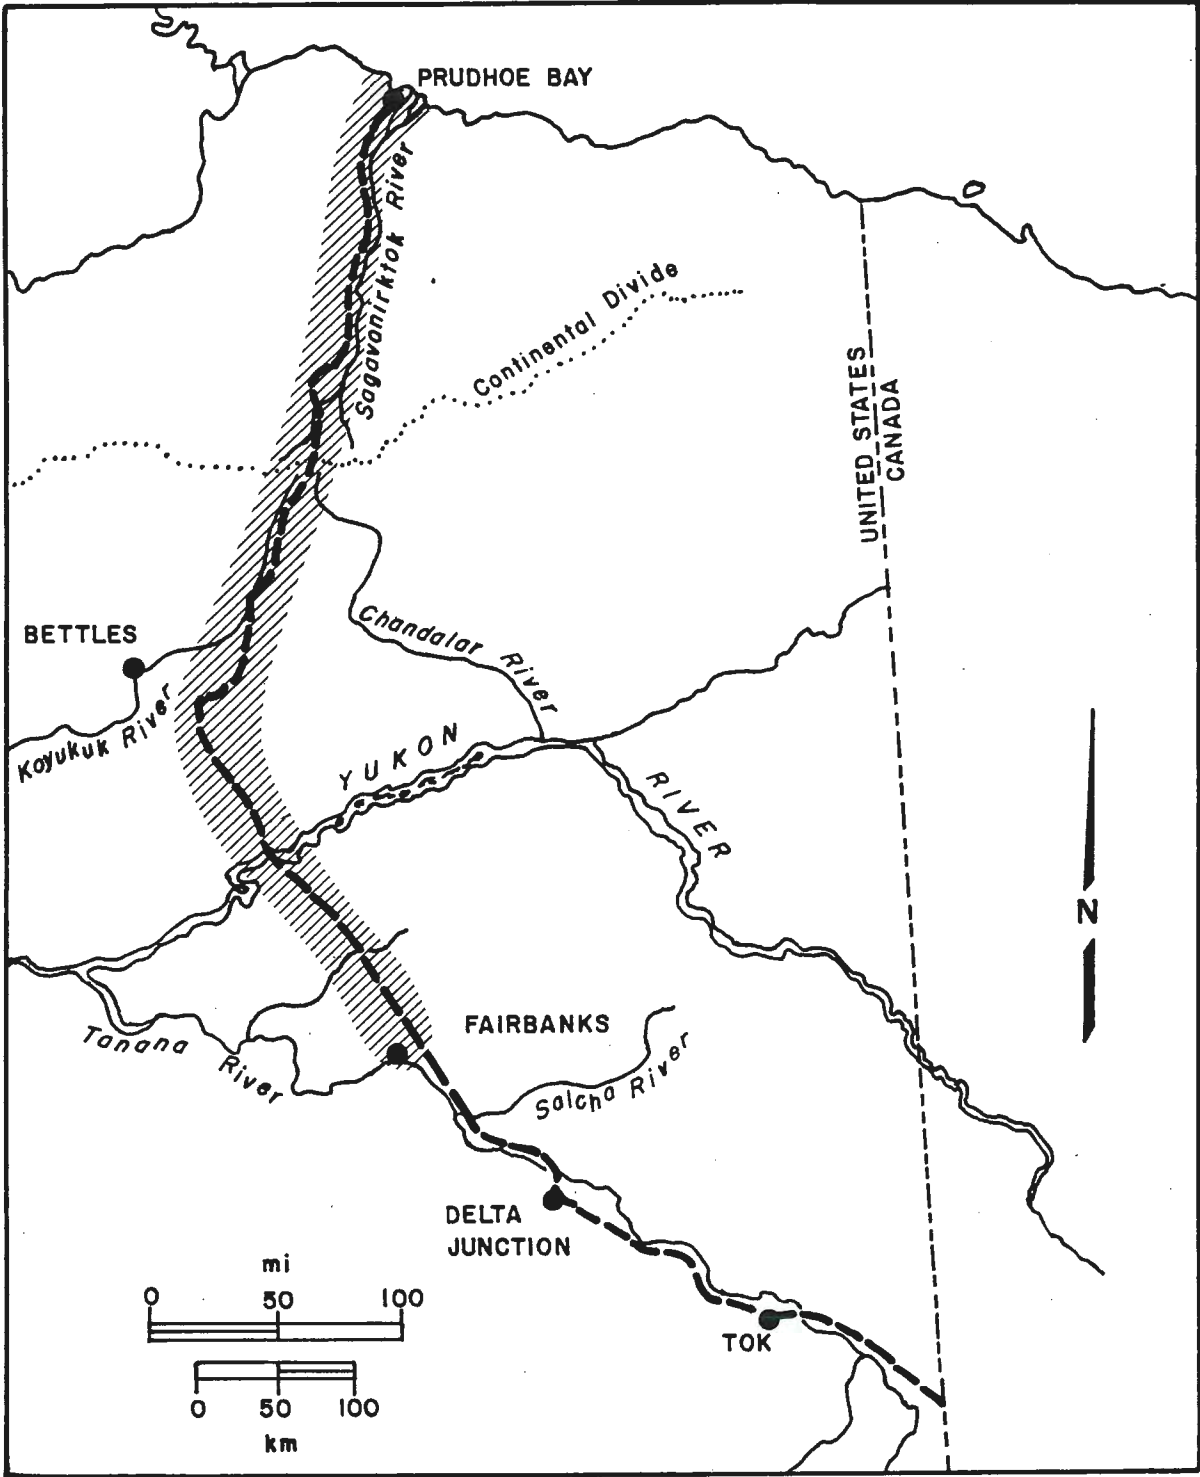 PRUDHOE BAY
Sagavanirktok River
Continental Divide
UNITED STATES
CANADA
BETTLES
Chandalar River
Koyukuk River
YUKON
RIVER
N
FAIRBANKS
Tanana River
Salcha River
DELTA
JUNCTION
mi
0 50 100
TOK
0 50 100
km